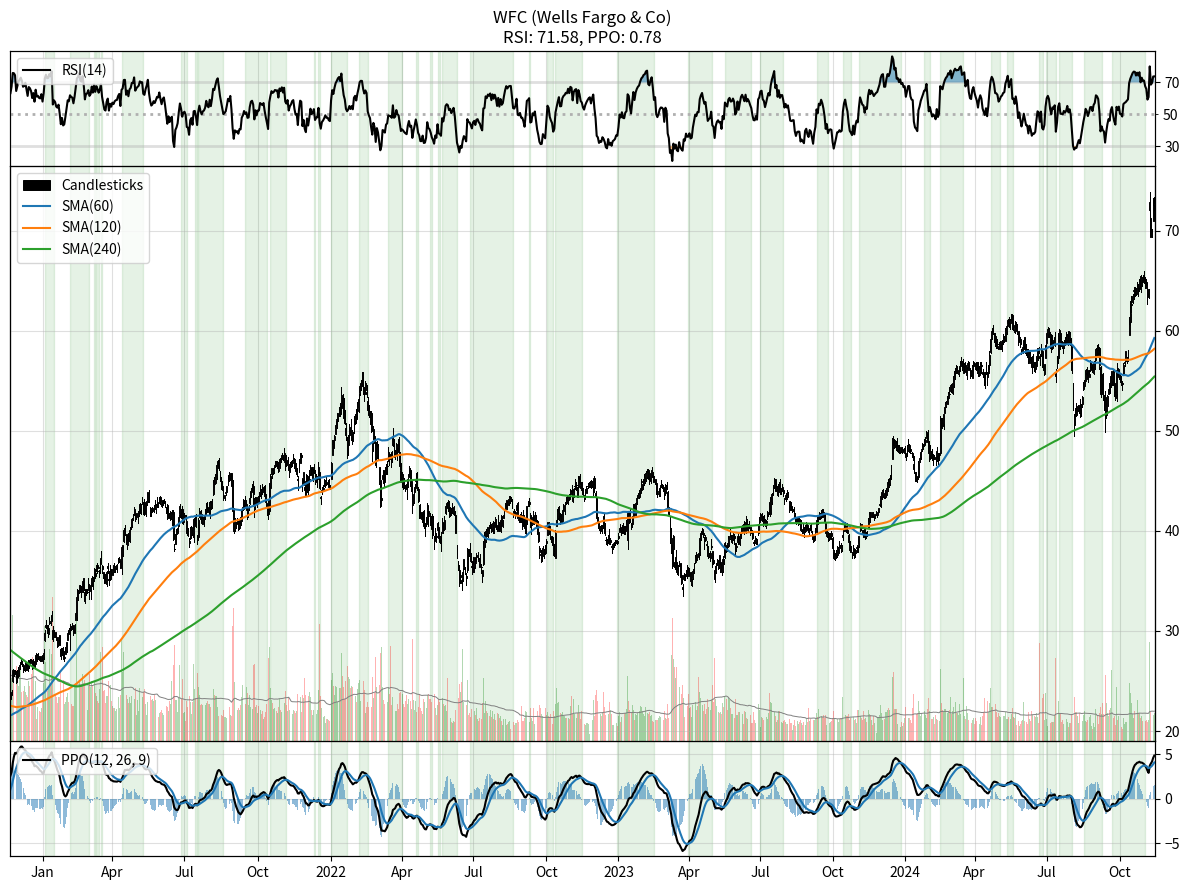 WFC (Wells Fargo & Co)
RSI: 71.58, PPO: 0.78
RSI(14)
70
50
30
Candlesticks
SMA(60)
SMA(120)
SMA(240)
70
60
50
40
30
20
PPO(12, 26, 9)
5
0
−5
Jan Apr Jul Oct 2022 Apr Jul Oct 2023 Apr Jul Oct 2024 Apr Jul Oct